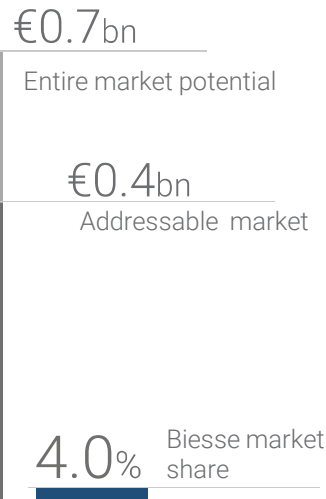 €0.7bn
Entire market potential
€0.4bn
Addressable market
4.0%
Biesse market
share